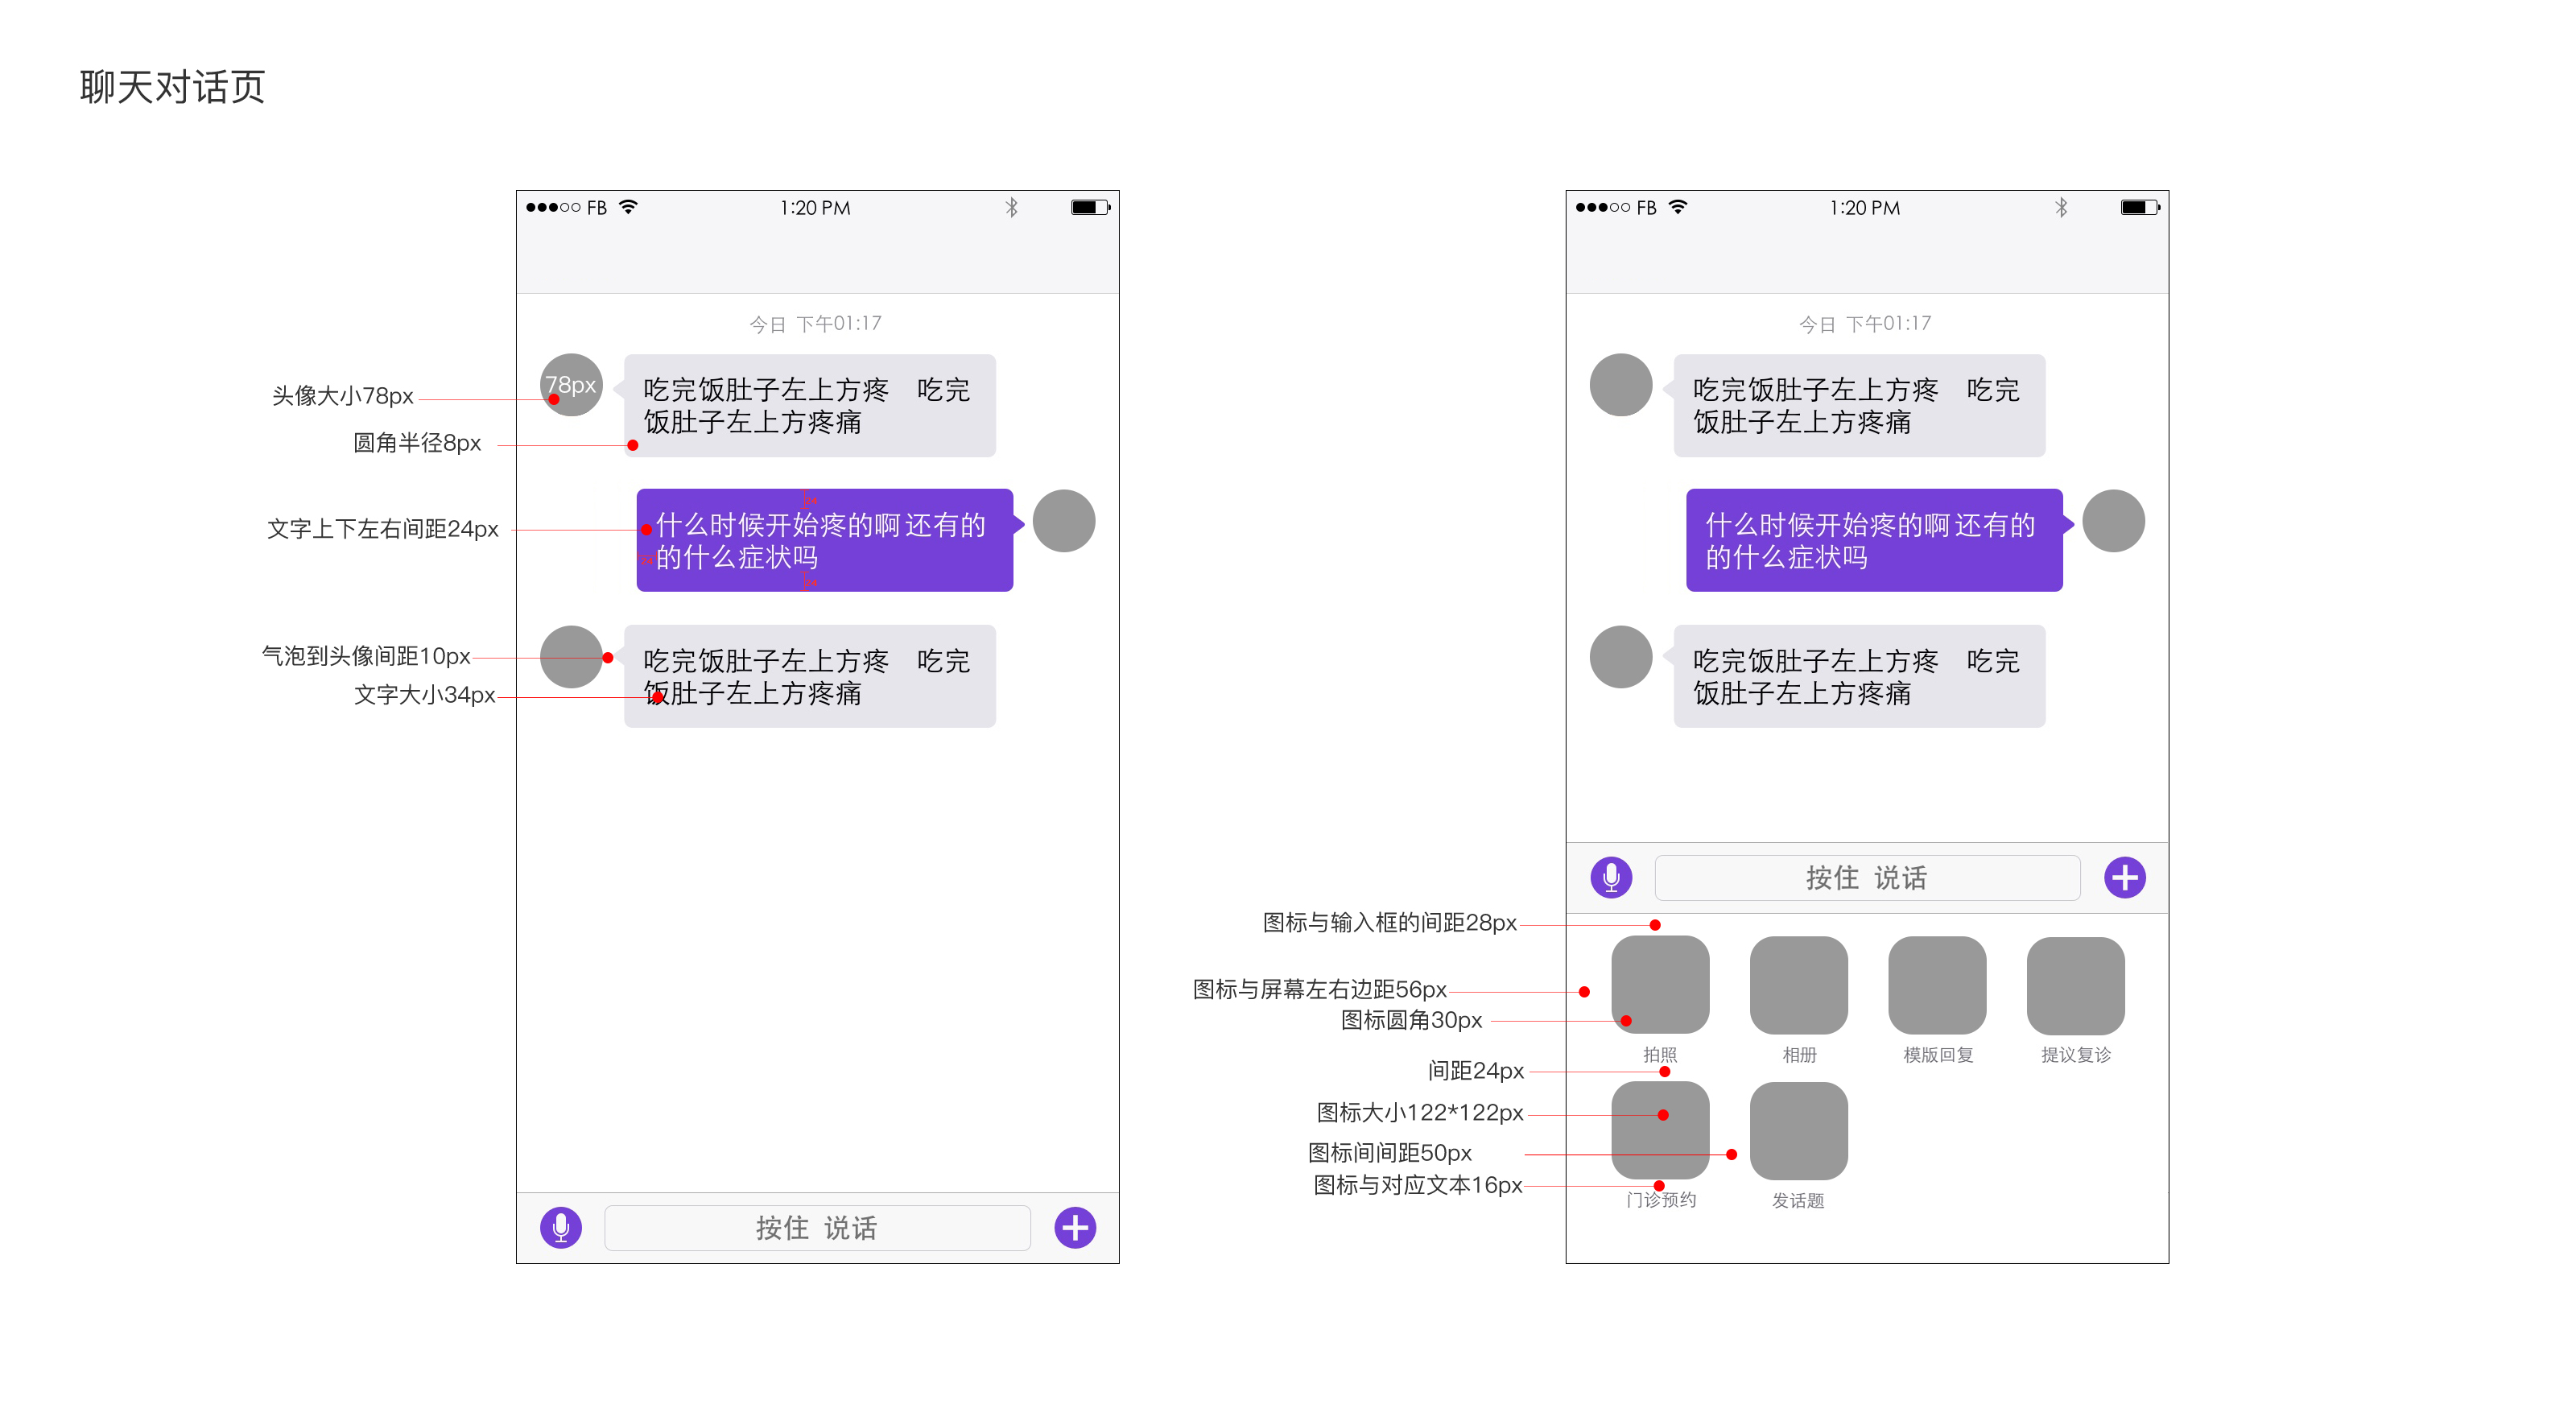 聊天对话页
FB 1:20 PM
今日 下午01:17
头像大小78px
78px
吃完饭肚子左上方疼 吃完
饭肚子左上方疼痛
圆角半径8px
24
文字上下左右间距24px
什么时候开始疼的啊 还有的
的什么症状吗
24
24
气泡到头像间距10px
吃完饭肚子左上方疼 吃完
饭肚子左上方疼痛
文字大小34px
按住 说话
FB 1:20 PM
今日 下午01:17
吃完饭肚子左上方疼 吃完
饭肚子左上方疼痛
什么时候开始疼的啊 还有的
的什么症状吗
吃完饭肚子左上方疼 吃完
饭肚子左上方疼痛
按住 说话
图标与输入框的间距28px
图标与屏幕左右边距56px
图标圆角30px
拍照 相册 模版回复 提议复诊
间距24px
图标大小122*122px
图标间间距50px
图标与对应文本16px
门诊预约 发话题